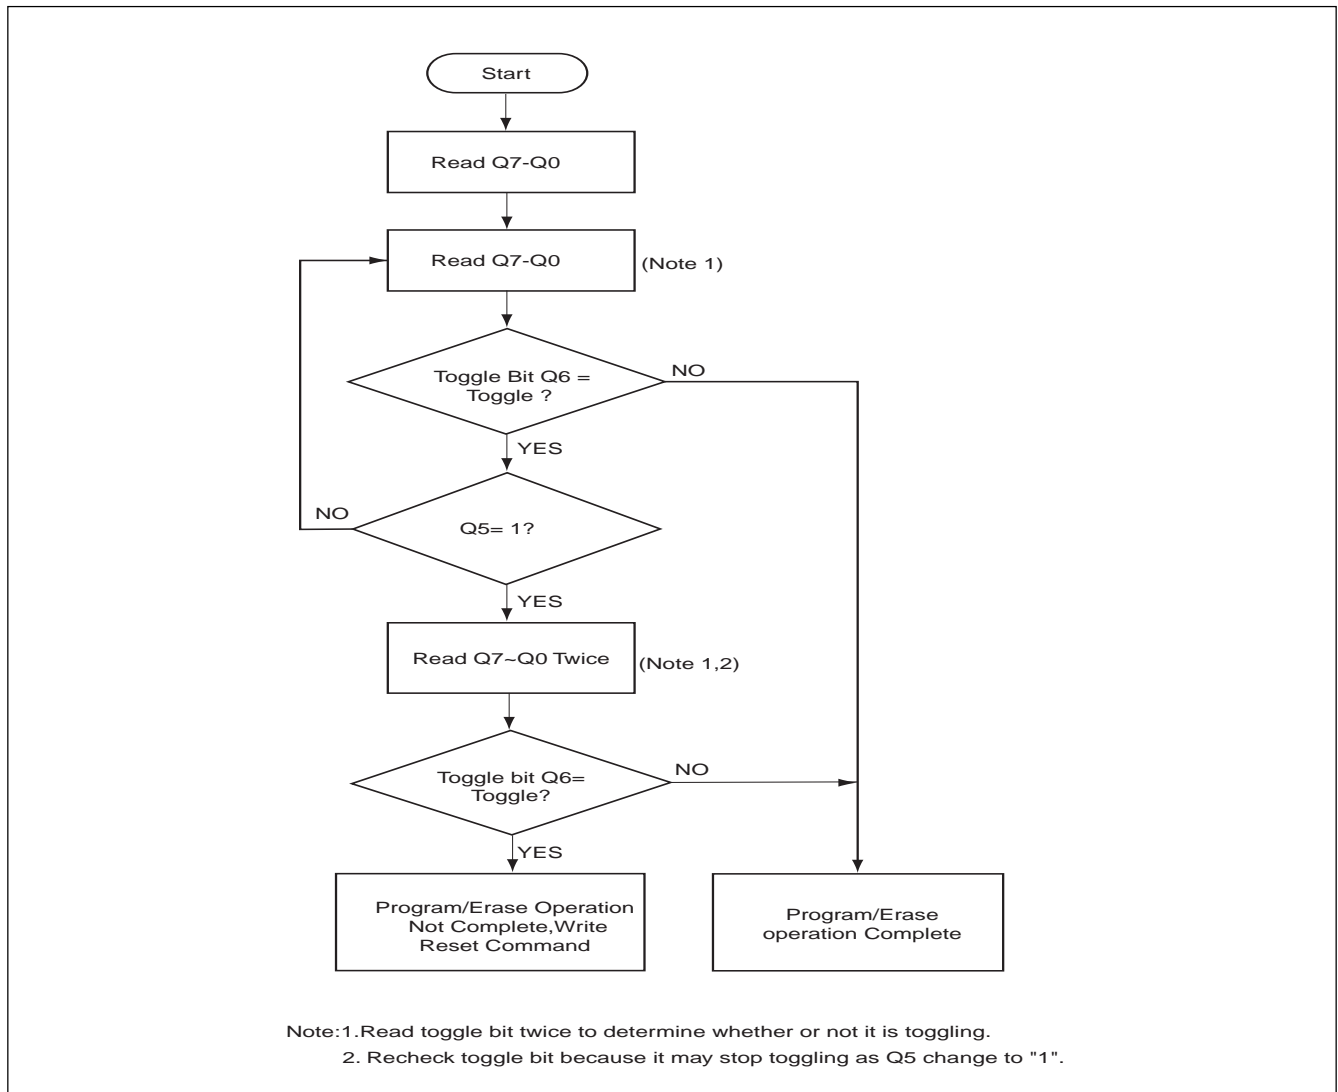 Start
Read Q7-Q0
Read Q7-Q0
(Note 1)
Toggle Bit Q6 =
Toggle ?
NO
YES
NO
Q5= 1?
YES
Read Q7~Q0 Twice
(Note 1,2)
Toggle bit Q6=
Toggle?
NO
YES
Program/Erase Operation
Not Complete,Write
Reset Command
Program/Erase
operation Complete
Note:1.Read toggle bit twice to determine whether or not it is toggling.
2. Recheck toggle bit because it may stop toggling as Q5 change to "1".